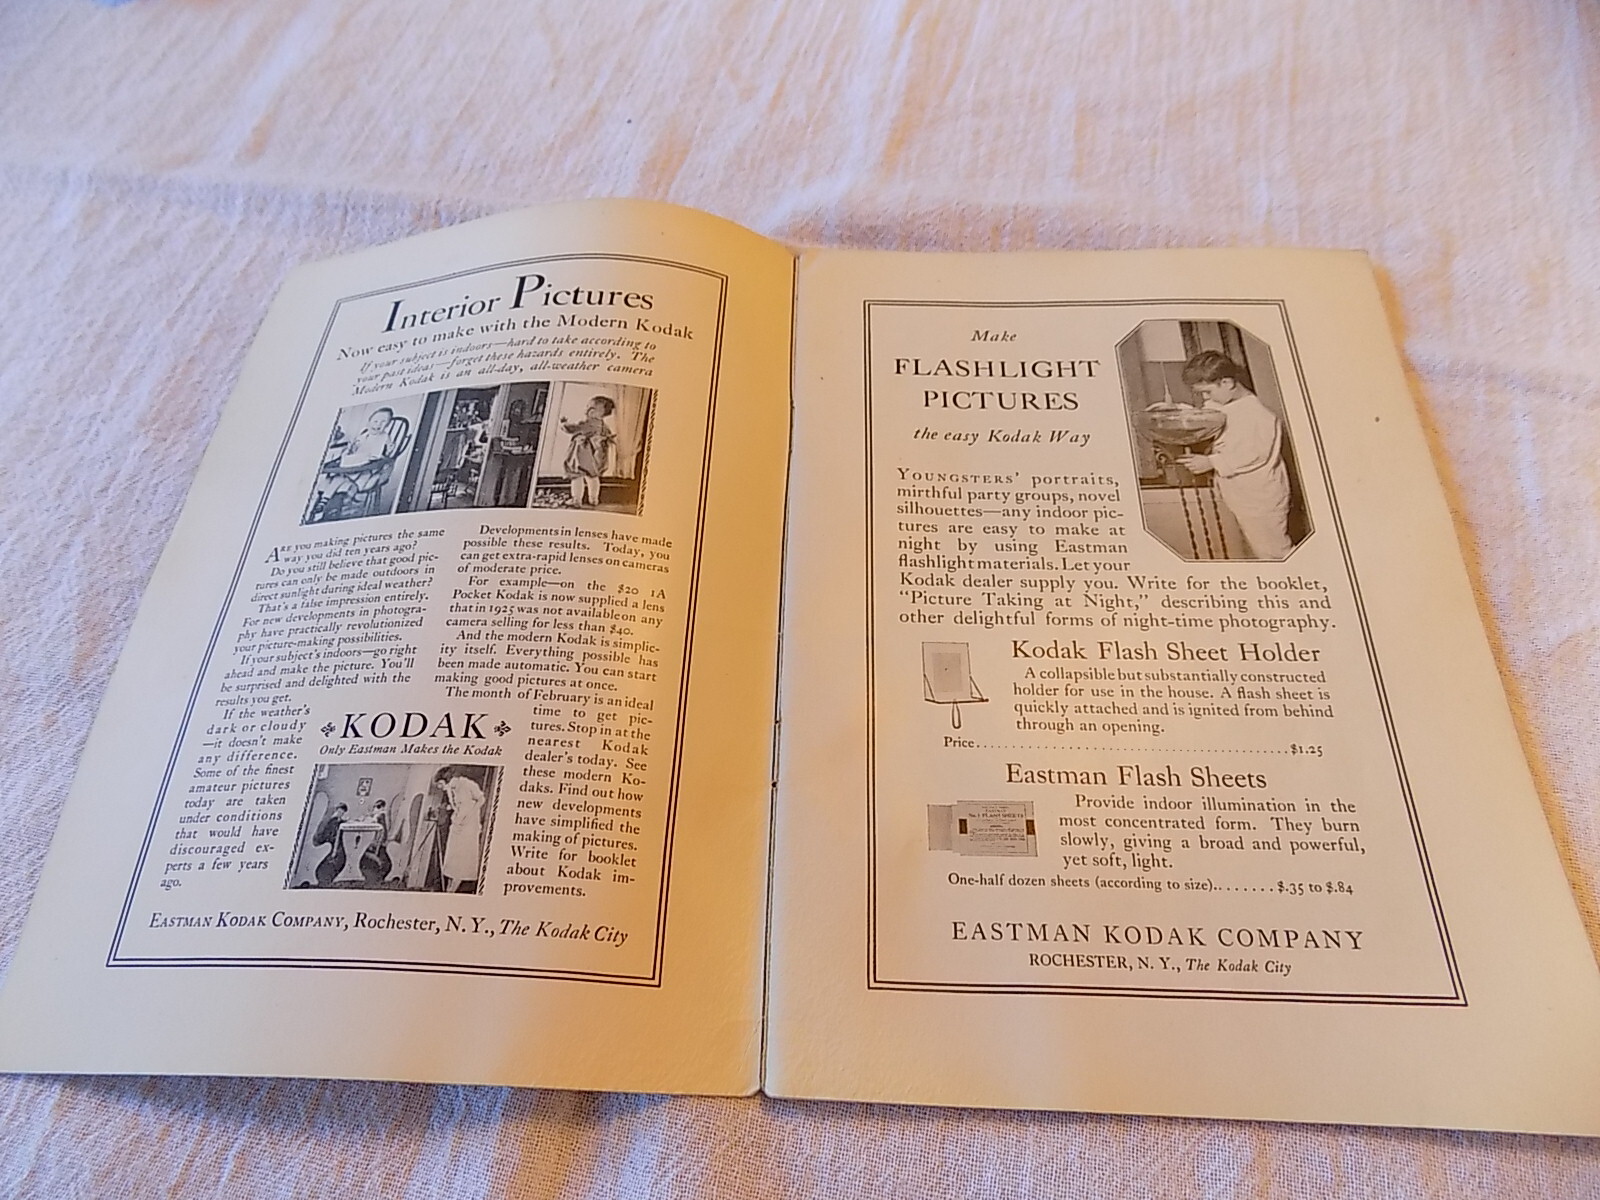 Interior Pictures
Now easy to make with the Modern Kodak
If your subject is indoors—hard to take according to
your past ideas—forget these hazards entirely. The
Modern Kodak is an all-day, all-weather camera
ARE you making pictures the same
way you did ten years ago?
Do you still believe that good pic-
tures can only be made outdoors in
direct sunlight during ideal weather?
That's a false impression entirely.
For new developments in photogra-
phy have practically revolutionized
your picture-making possibilities.
If your subject's indoors—go right
ahead and make the picture. You'll
be surprised and delighted with the
results you get.
If the weather's
dark or cloudy
—it doesn't make
any difference.
Some of the finest
amateur pictures
today are taken
under conditions
that would have
discouraged ex-
perts a few years
ago.
Developments in lenses have made
possible these results. Today, you
can get extra-rapid lenses on cameras
of moderate price.
For example—on the $20 1A
Pocket Kodak is now supplied a lens
that in 1925 was not available on any
camera selling for less than $40.
And the modern Kodak is simplic-
ity itself. Everything possible has
been made automatic. You can start
making good pictures at once.
The month of February is an ideal
time to get pic-
tures. Stop in at the
nearest Kodak
dealer's today. See
these modern Ko-
daks. Find out how
new developments
have simplified the
making of pictures.
Write for booklet
about Kodak im-
provements.
KODAK
Only Eastman Makes the Kodak
EASTMAN KODAK COMPANY, Rochester, N. Y., The Kodak City
Make
FLASHLIGHT
PICTURES
the easy Kodak Way
YOUNGSTERS' portraits,
mirthful party groups, novel
silhouettes—any indoor pic-
tures are easy to make at
night by using Eastman
flashlight materials. Let your
Kodak dealer supply you. Write for the booklet,
"Picture Taking at Night," describing this and
other delightful forms of night-time photography.
Kodak Flash Sheet Holder
A collapsible but substantially constructed
holder for use in the house. A flash sheet is
quickly attached and is ignited from behind
through an opening.
Price........................................$1.25
Eastman Flash Sheets
FLASH SHEETS
Provide indoor illumination in the
most concentrated form. They burn
slowly, giving a broad and powerful,
yet soft, light.
One-half dozen sheets (according to size)........$.35 to $.84
EASTMAN KODAK COMPANY
ROCHESTER, N. Y., The Kodak City